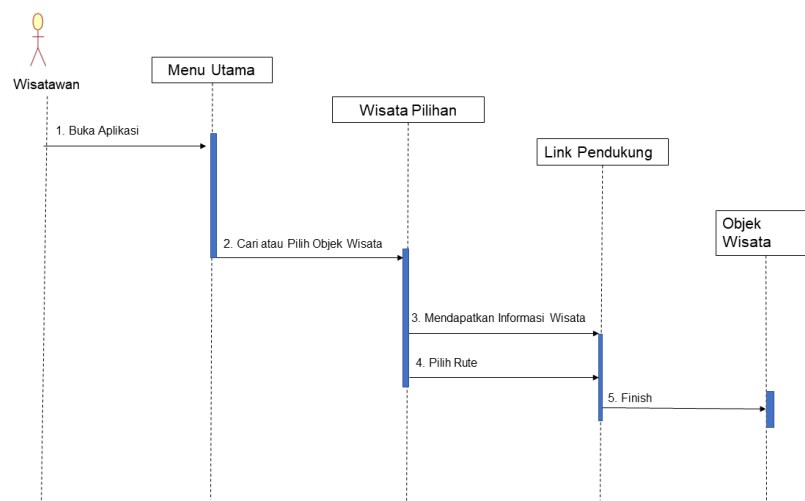 Wisatawan
Menu Utama
Wisata Pilihan
Link Pendukung
Objek
Wisata
1. Buka Aplikasi
2. Cari atau Pilih Objek Wisata
3. Mendapatkan Informasi Wisata
4. Pilih Rute
5. Finish